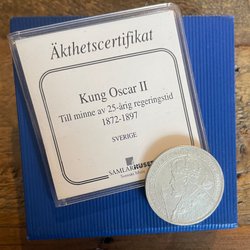 Äkthetscertifikat
Kung Oscar II
Till minne av 25-årig regeringstid
1872-1897
SVERIGE
SAMLARHUSET